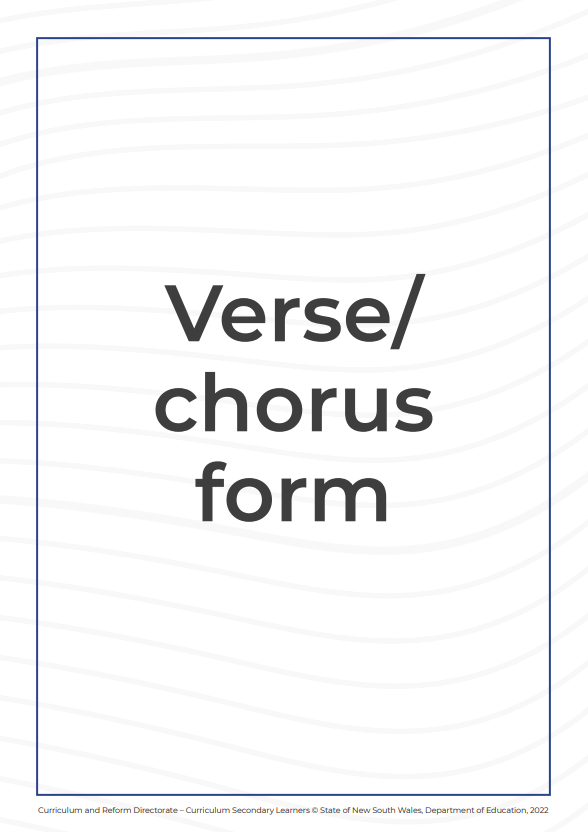 Verse/
chorus
form
Curriculum and Reform Directorate – Curriculum Secondary Learners © State of New South Wales, Department of Education, 2022